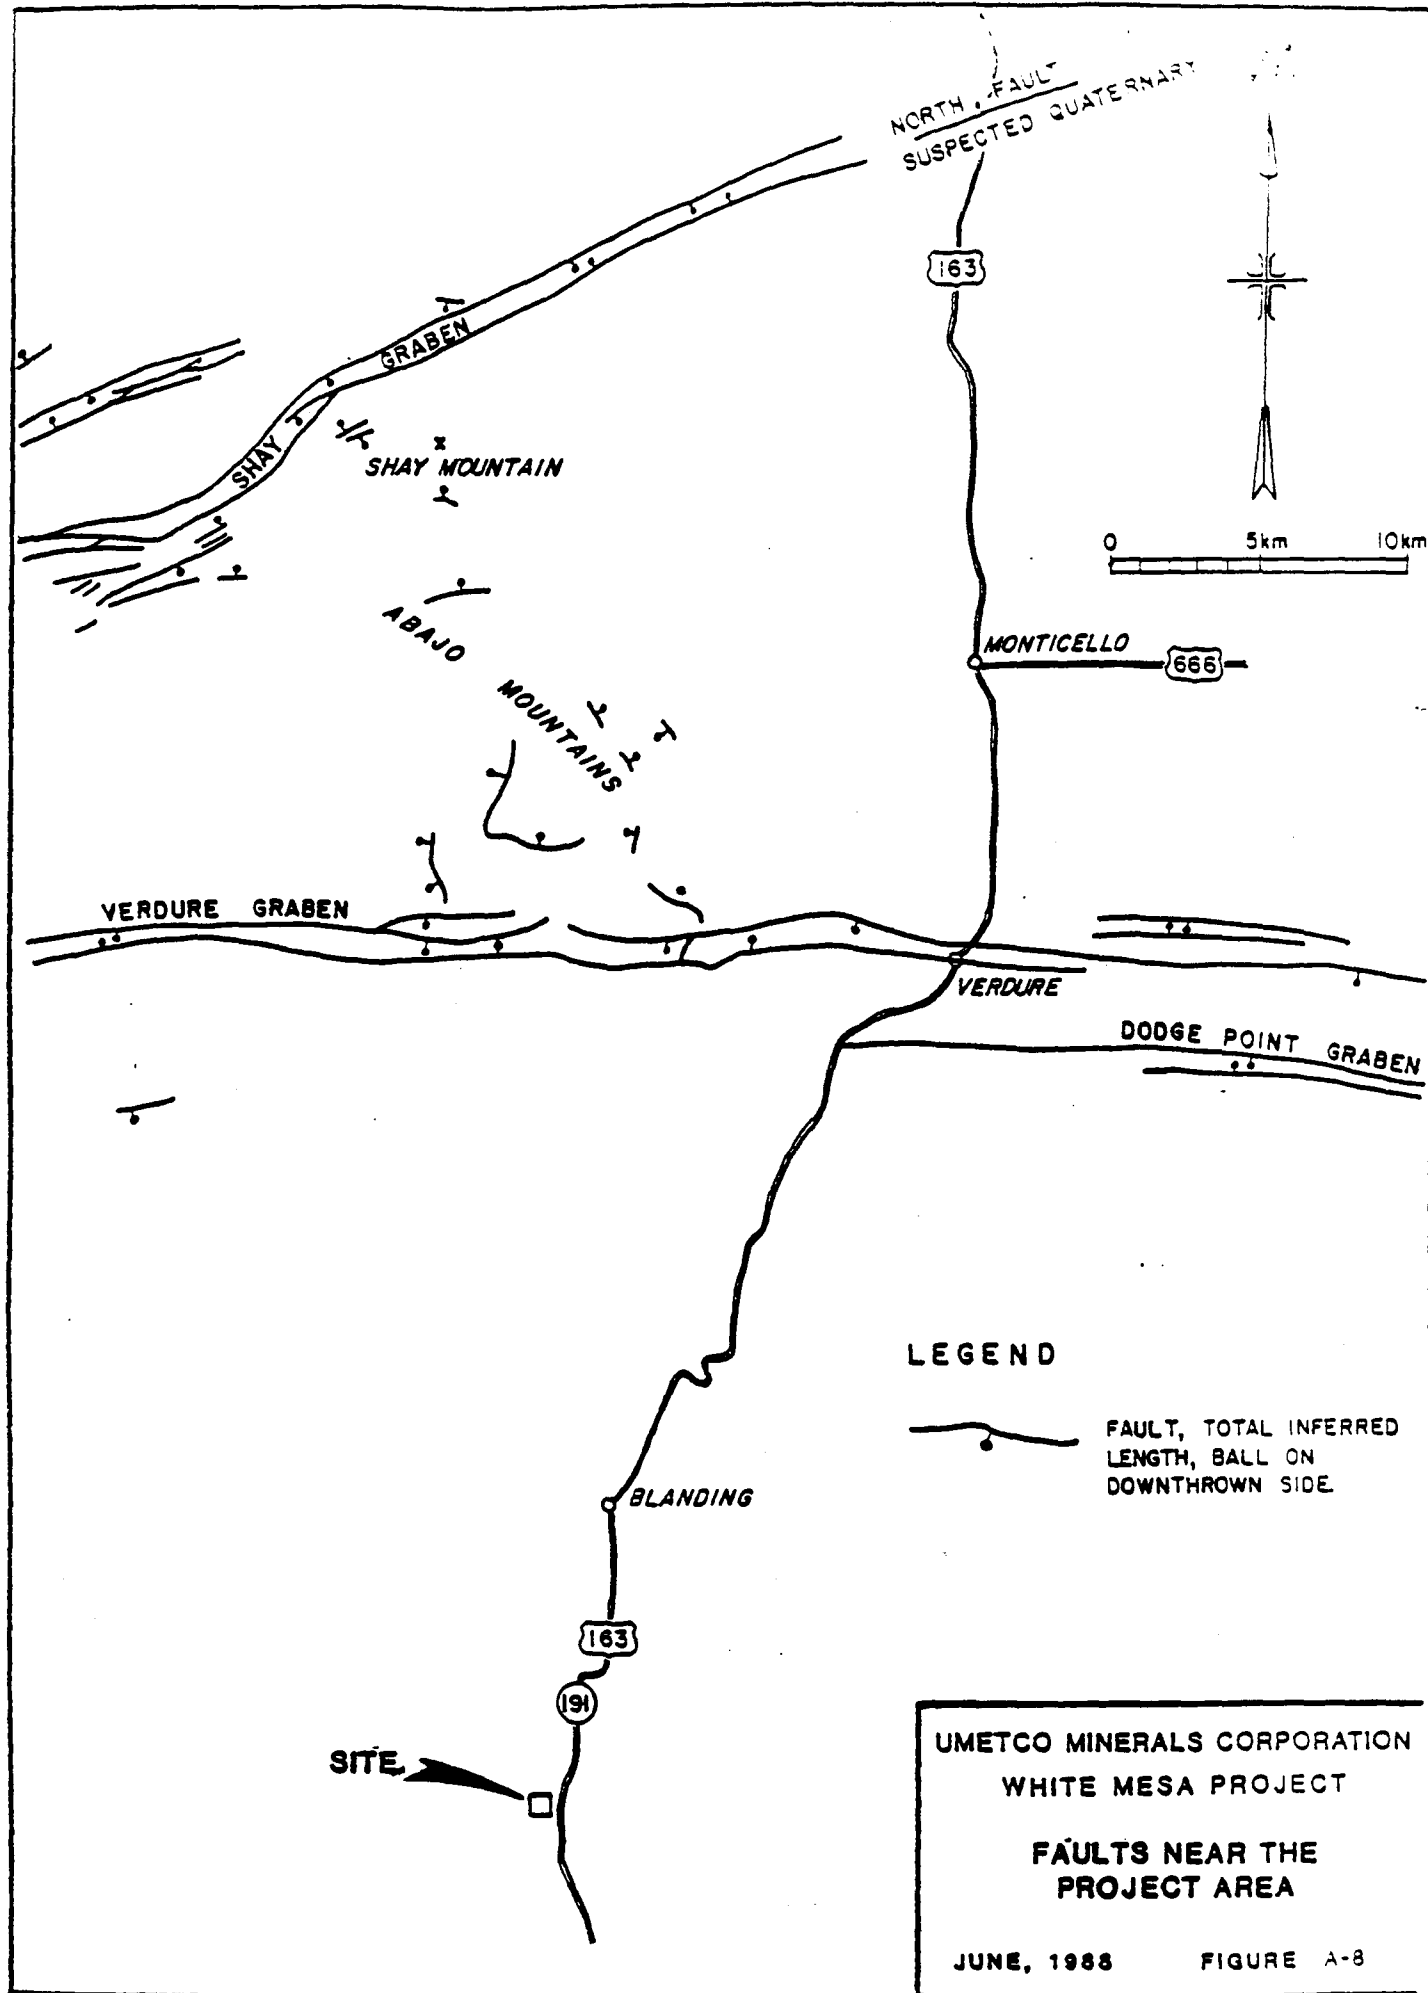 NORTH FAULT
SUSPECTED QUATERNARY
163
GRABEN
SHAY
SHAY MOUNTAIN
0 5km 10km
ABAJO
MONTICELLO
666
MOUNTAINS
VERDURE GRABEN
VERDURE
DODGE POINT GRABEN
LEGEND
FAULT, TOTAL INFERRED
LENGTH, BALL ON
DOWNTHROWN SIDE
BLANDING
163
191
SITE
UMETCO MINERALS CORPORATION
WHITE MESA PROJECT
FAULTS NEAR THE
PROJECT AREA
JUNE, 1988 FIGURE A-8